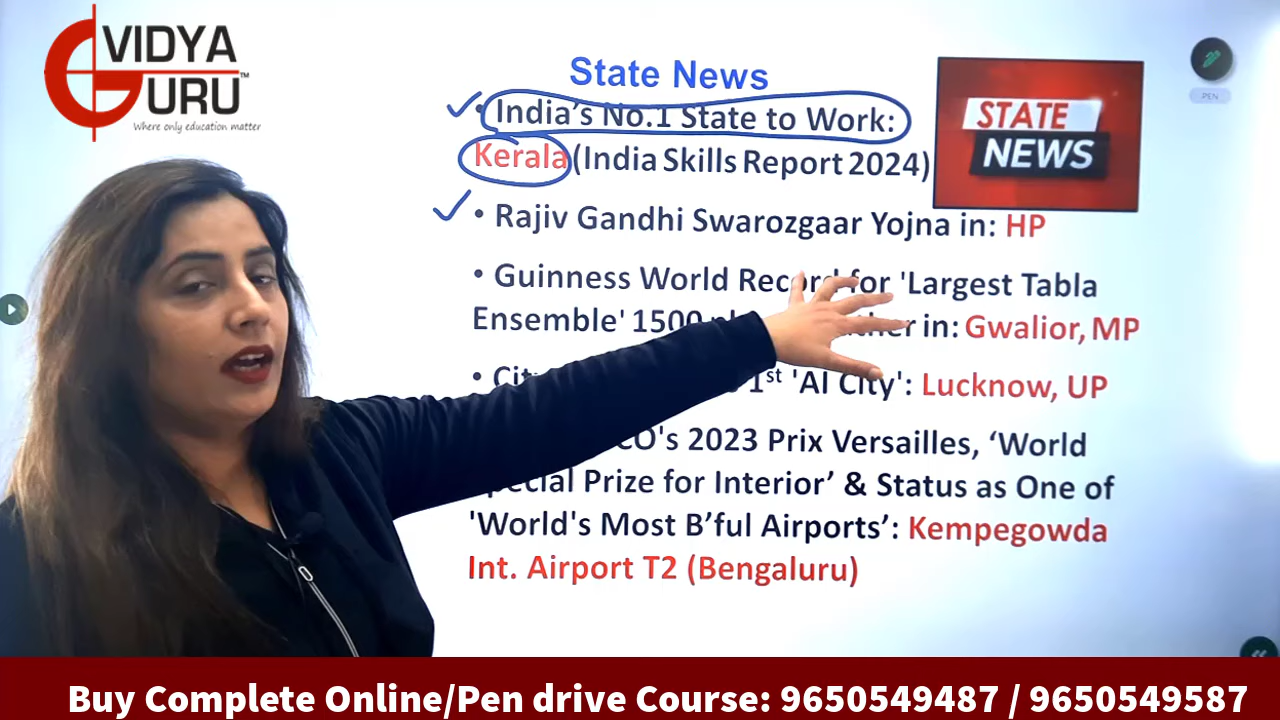 VIDYA
GURU™
Where only education matter
State News
• India's No.1 State to Work:
Kerala (India Skills Report 2024)
STATE
NEWS
PEN
• Rajiv Gandhi Swarozgaar Yojna in: HP
• Guinness World Record for 'Largest Tabla
Ensemble' 1500 in: Gwalior, MP
• 1st 'AI City': Lucknow, UP
2023 Prix Versailles, ‘World
Special Prize for Interior’ & Status as One of
'World's Most B’ful Airports’: Kempegowda
Int. Airport T2 (Bengaluru)
Buy Complete Online/Pen drive Course: 9650549487 / 9650549587